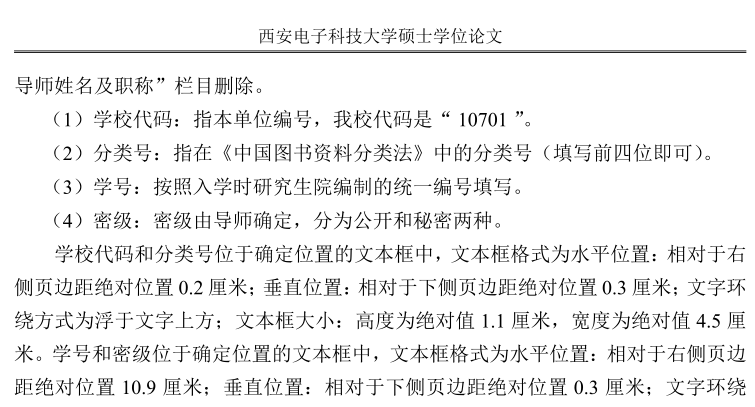 西安电子科技大学硕士学位论文
导师姓名及职称”栏目删除。
（1）学校代码：指本单位编号，我校代码是“ 10701 ”。
（2）分类号：指在《中国图书资料分类法》中的分类号（填写前四位即可）。
（3）学号：按照入学时研究生院编制的统一编号填写。
（4）密级：密级由导师确定，分为公开和秘密两种。
学校代码和分类号位于确定位置的文本框中，文本框格式为水平位置：相对于右
侧页边距绝对位置 0.2 厘米；垂直位置：相对于下侧页边距绝对位置 0.3 厘米；文字环
绕方式为浮于文字上方；文本框大小：高度为绝对值 1.1 厘米，宽度为绝对值 4.5 厘
米。学号和密级位于确定位置的文本框中，文本框格式为水平位置：相对于右侧页边
距绝对位置 10.9 厘米；垂直位置：相对于下侧页边距绝对位置 0.3 厘米；文字环绕